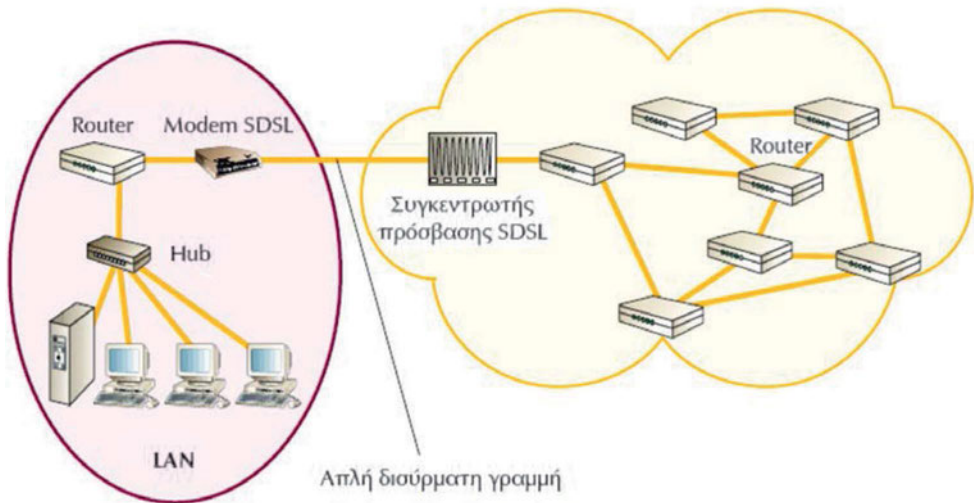 Router
Modem SDSL
Hub
LAN
Απλή δισύρματη γραμμή
Συγκεντρωτής
πρόσβασης SDSL
Router